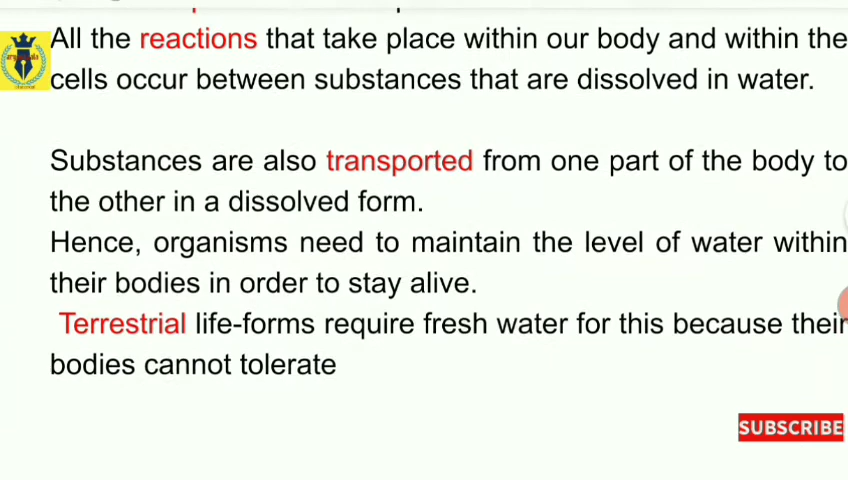 All the reactions that take place within our body and within the
cells occur between substances that are dissolved in water.
Substances are also transported from one part of the body to
the other in a dissolved form.
Hence, organisms need to maintain the level of water within
their bodies in order to stay alive.
Terrestrial life-forms require fresh water for this because their
bodies cannot tolerate
SUBSCRIBE